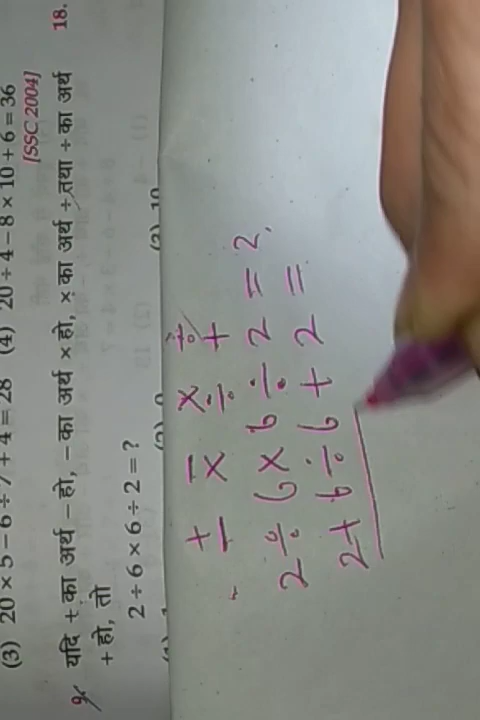 (3) 20 × 5 − 6 ÷ 7 + 4 = 28 (4) 20 ÷ 4 − 8 × 10 + 6 = 36
[SSC 2004]
9. यदि + का अर्थ − हो, − का अर्थ × हो, × का अर्थ ÷ तथा ÷ का अर्थ
+ हो, तो
2 ÷ 6 × 6 ÷ 2 = ?
18.
+ − × ÷
− × ÷ +
2 ÷ 6 × 6 ÷ 2 = ?
2 + 6 ÷ 6 + 2 =